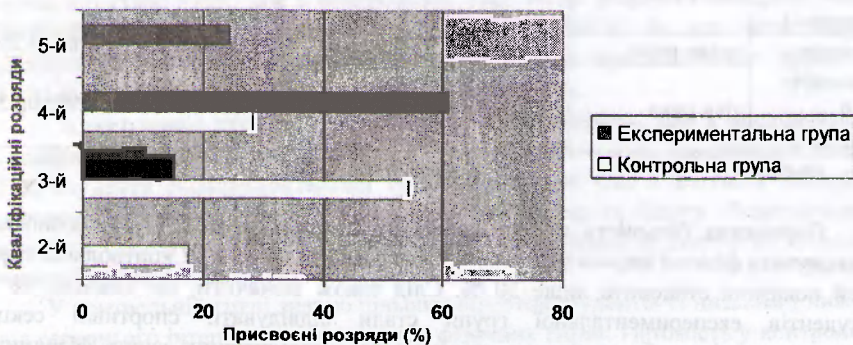 5-й
4-й
3-й
2-й
Кваліфікаційні розряди
0 20 40 60 80
Присвоєні розряди (%)
Експериментальна група
Контрольна група